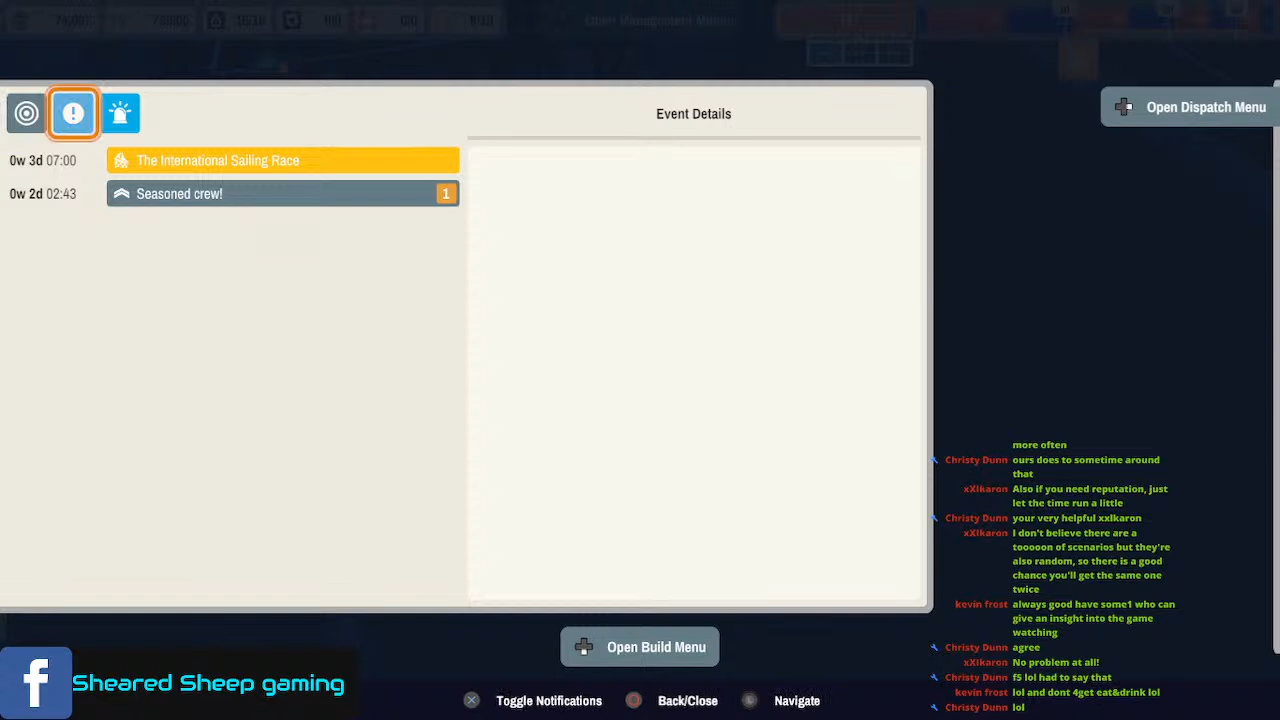 Event Details
Open Dispatch Menu
0w 3d 07:00 The International Sailing Race
0w 2d 02:43 Seasoned crew! 1
more often
Christy Dunn ours does to sometime around
that
xXIkaron Also if you need reputation, just
let the time run a little
Christy Dunn your very helpful xxIkaron
xXIkaron I don't believe there are a
tooooon of scenarios but they're
also random, so there is a good
chance you'll get the same one
twice
kevin frost always good have some1 who can
give an insight into the game
watching
Christy Dunn agree
xXIkaron No problem at all!
Christy Dunn f5 lol had to say that
kevin frost lol and dont 4get eat&drink lol
Christy Dunn lol
Open Build Menu
Sheared Sheep gaming
Toggle Notifications Back/Close Navigate